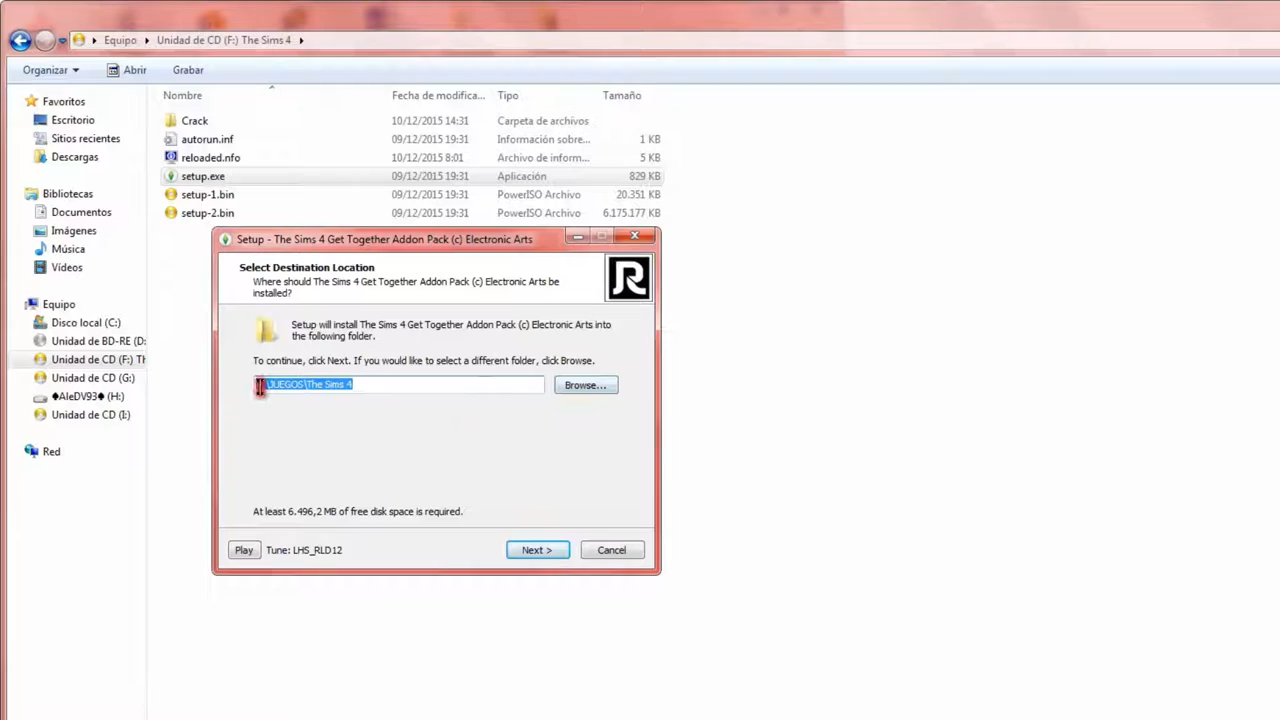 Equipo
Unidad de CD (F:) The Sims 4
Organizar
Abrir
Grabar
Nombre
Fecha de modifica...
Tipo
Tamaño
Favoritos
Escritorio
Sitios recientes
Descargas
Bibliotecas
Documentos
Imágenes
Música
Vídeos
Equipo
Disco local (C:)
Unidad de BD-RE (D:
Unidad de CD (F:) Th
Unidad de CD (G:)
♠AleDV93♠ (H:)
Unidad de CD (I:)
Red
Crack 10/12/2015 14:31 Carpeta de archivos
autorun.inf 09/12/2015 19:31 Información sobre... 1 KB
reloaded.nfo 10/12/2015 8:01 Archivo de inform... 5 KB
setup.exe 09/12/2015 19:31 Aplicación 829 KB
setup-1.bin 09/12/2015 19:31 PowerISO Archivo 20.351 KB
setup-2.bin 09/12/2015 19:31 PowerISO Archivo 6.175.177 KB
Setup - The Sims 4 Get Together Addon Pack (c) Electronic Arts
Select Destination Location
Where should The Sims 4 Get Together Addon Pack (c) Electronic Arts be
installed?
R
Setup will install The Sims 4 Get Together Addon Pack (c) Electronic Arts into
the following folder.
To continue, click Next. If you would like to select a different folder, click Browse.
\JUEGOS\The Sims 4
Browse...
At least 6.496,2 MB of free disk space is required.
Play
Tune: LHS_RLD12
Next >
Cancel